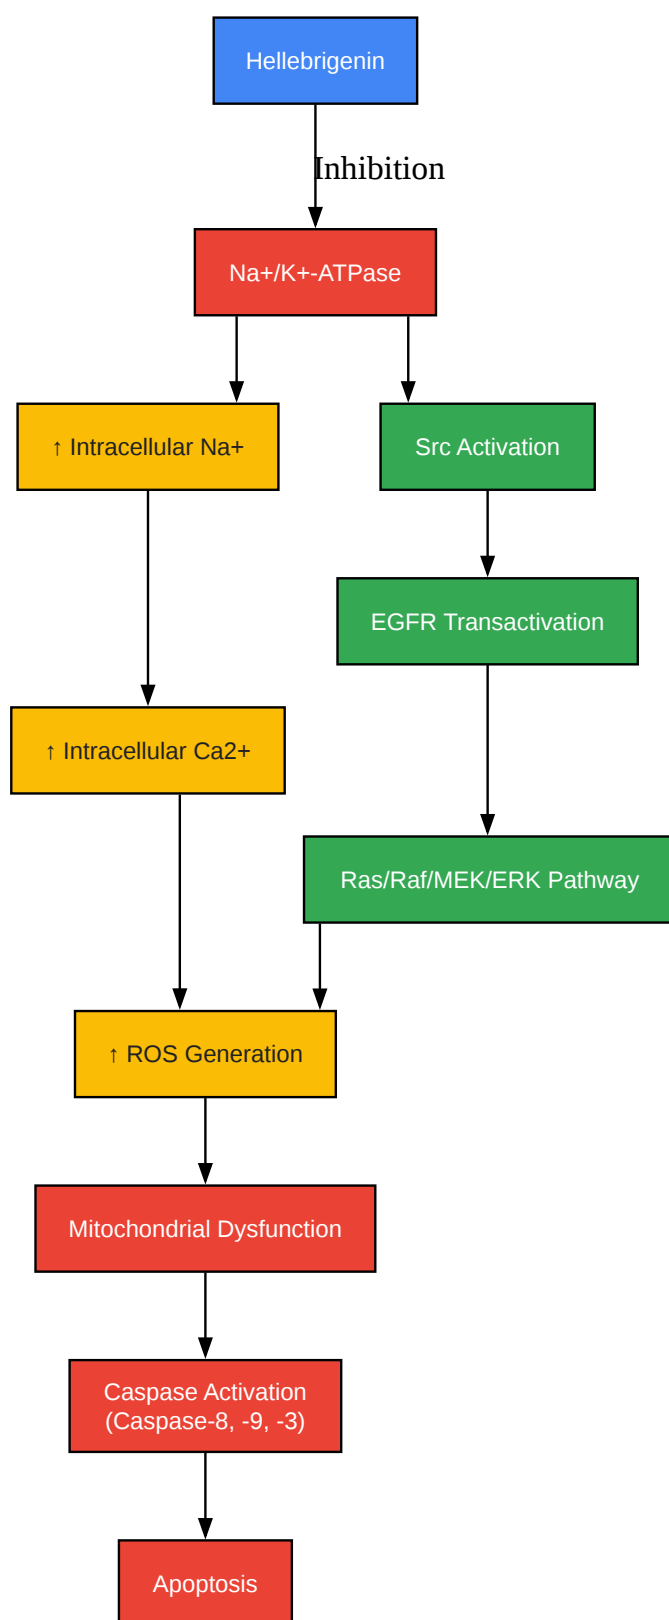 Hellebrigenin
Inhibition
Na+/K+-ATPase
↑ Intracellular Na+
Src Activation
EGFR Transactivation
↑ Intracellular Ca2+
Ras/Raf/MEK/ERK Pathway
↑ ROS Generation
Mitochondrial Dysfunction
Caspase Activation
(Caspase-8, -9, -3)
Apoptosis